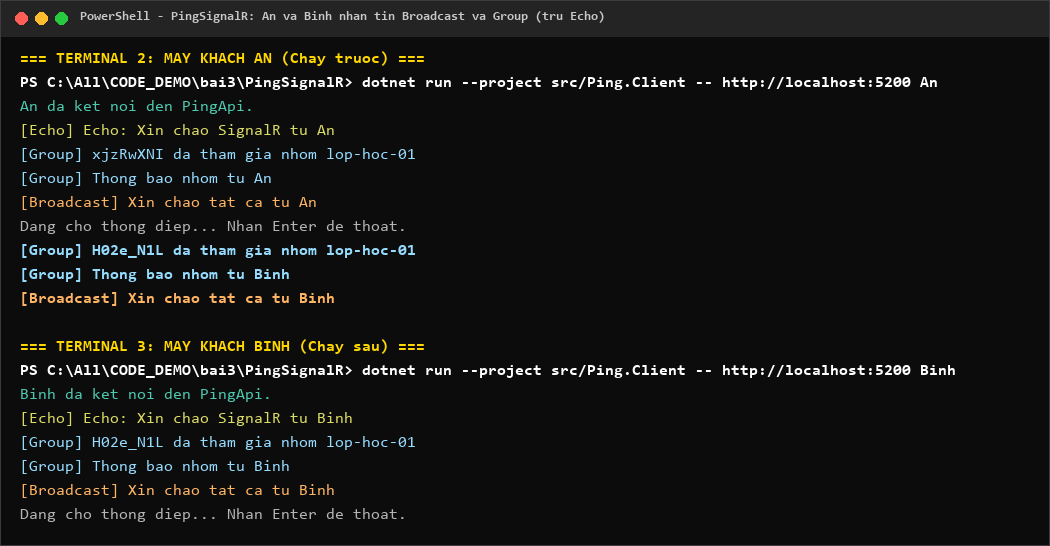 PowerShell - PingSignalR: An va Binh nhan tin Broadcast va Group (tru Echo)
=== TERMINAL 2: MAY KHACH AN (Chay truoc) ===
PS C:\All\CODE_DEMO\bai3\PingSignalR> dotnet run --project src/Ping.Client -- http://localhost:5200 An
An da ket noi den PingApi.
[Echo] Echo: Xin chao SignalR tu An
[Group] xjzRwXNI da tham gia nhom lop-hoc-01
[Group] Thong bao nhom tu An
[Broadcast] Xin chao tat ca tu An
Dang cho thong diep... Nhan Enter de thoat.
[Group] H02e_N1L da tham gia nhom lop-hoc-01
[Group] Thong bao nhom tu Binh
[Broadcast] Xin chao tat ca tu Binh
=== TERMINAL 3: MAY KHACH BINH (Chay sau) ===
PS C:\All\CODE_DEMO\bai3\PingSignalR> dotnet run --project src/Ping.Client -- http://localhost:5200 Binh
Binh da ket noi den PingApi.
[Echo] Echo: Xin chao SignalR tu Binh
[Group] H02e_N1L da tham gia nhom lop-hoc-01
[Group] Thong bao nhom tu Binh
[Broadcast] Xin chao tat ca tu Binh
Dang cho thong diep... Nhan Enter de thoat.